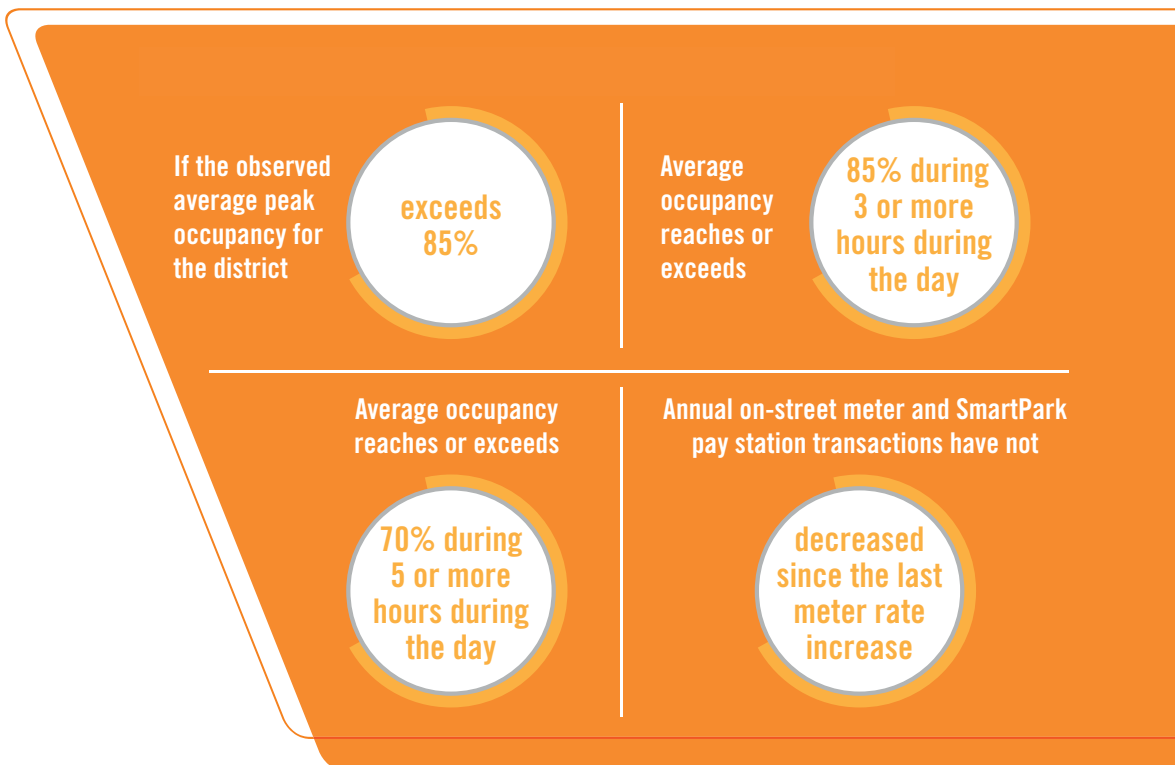 If the observed
average peak
occupancy for
the district
exceeds
85%
Average
occupancy
reaches or
exceeds
85% during
3 or more
hours during
the day
Average occupancy
reaches or exceeds
70% during
5 or more
hours during
the day
Annual on-street meter and SmartPark
pay station transactions have not
decreased
since the last
meter rate
increase